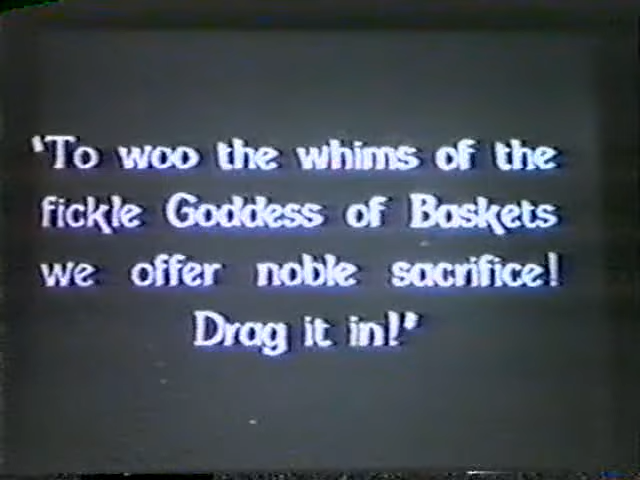 'To woo the whims of the
fickle Goddess of Baskets
we offer noble sacrifice!
Drag it in!'